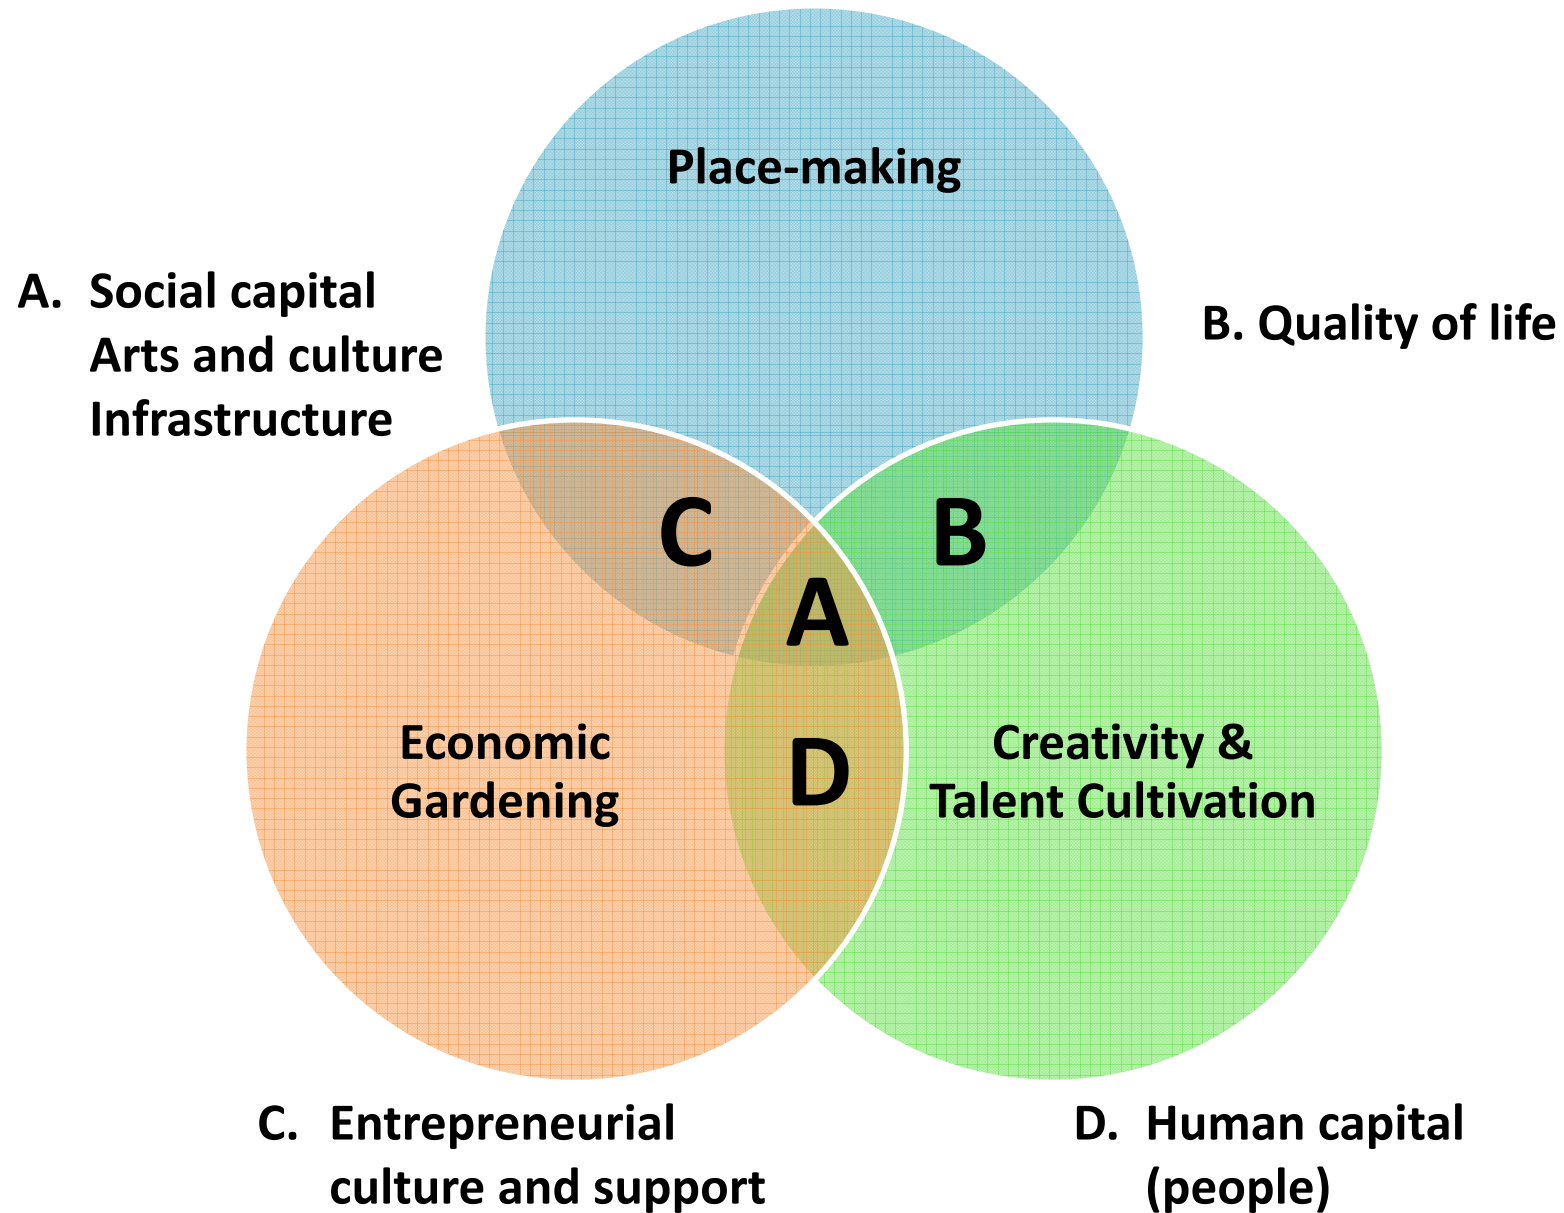 Place-making
A. Social capital
Arts and culture
Infrastructure
B. Quality of life
C
B
A
Economic
Gardening
D
Creativity &
Talent Cultivation
C. Entrepreneurial
culture and support
D. Human capital
(people)